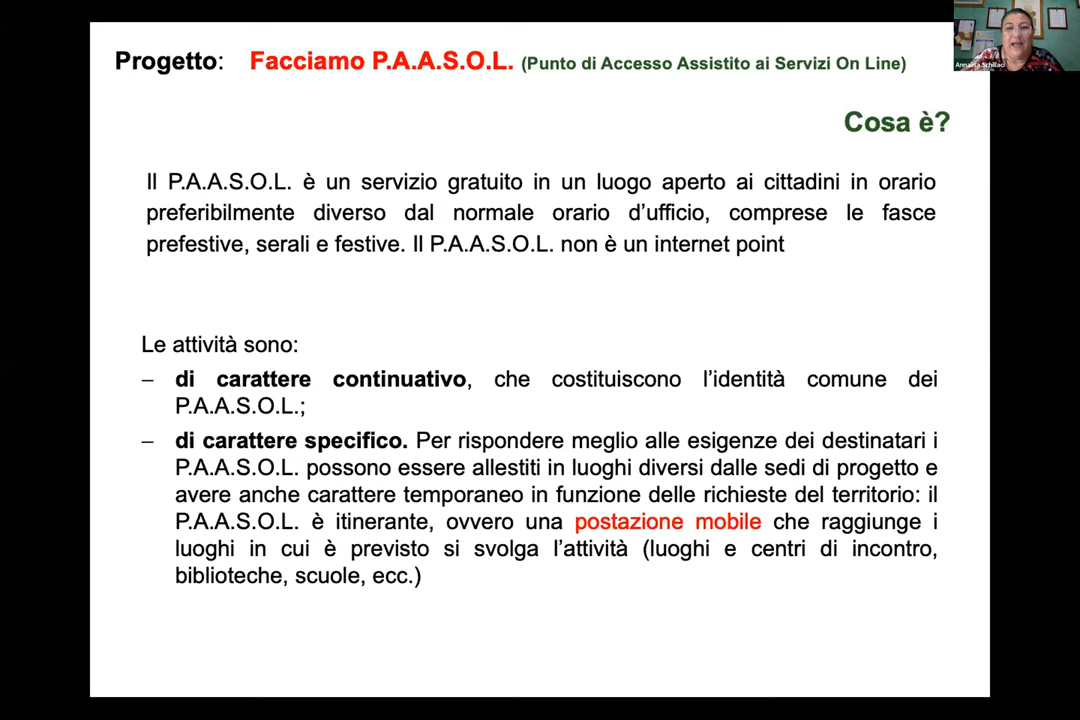 Progetto: Facciamo P.A.A.S.O.L. (Punto di Accesso Assistito ai Servizi On Line)
Cosa è?
Il P.A.A.S.O.L. è un servizio gratuito in un luogo aperto ai cittadini in orario
preferibilmente diverso dal normale orario d'ufficio, comprese le fasce
prefestive, serali e festive. Il P.A.A.S.O.L. non è un internet point
Le attività sono:
– di carattere continuativo, che costituiscono l'identità comune dei
P.A.A.S.O.L.;
– di carattere specifico. Per rispondere meglio alle esigenze dei destinatari i
P.A.A.S.O.L. possono essere allestiti in luoghi diversi dalle sedi di progetto e
avere anche carattere temporaneo in funzione delle richieste del territorio: il
P.A.A.S.O.L. è itinerante, ovvero una postazione mobile che raggiunge i
luoghi in cui è previsto si svolga l'attività (luoghi e centri di incontro,
biblioteche, scuole, ecc.)
Annalisa Schillaci